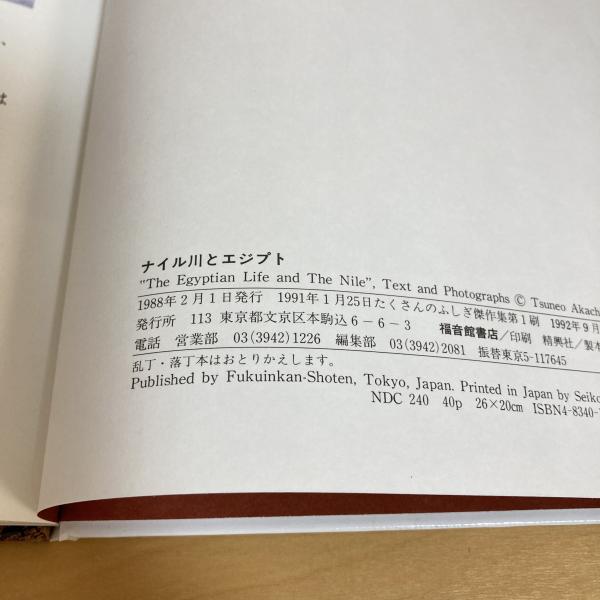 は
ナイル川とエジプト
"The Egyptian Life and The Nile", Text and Photographs © Tsuneo Akach
1988年2月1日発行 1991年1月25日たくさんのふしぎ傑作集第1刷 1992年9月
発行所 113 東京都文京区本駒込6-6-3 福音館書店/印刷 精興社/製本
電話 営業部 03(3942)1226 編集部 03(3942)2081 振替東京5-117645
乱丁・落丁本はおとりかえします。
Published by Fukuinkan-Shoten, Tokyo, Japan. Printed in Japan by Seiko
NDC 240 40p 26×20cm ISBN4-8340-